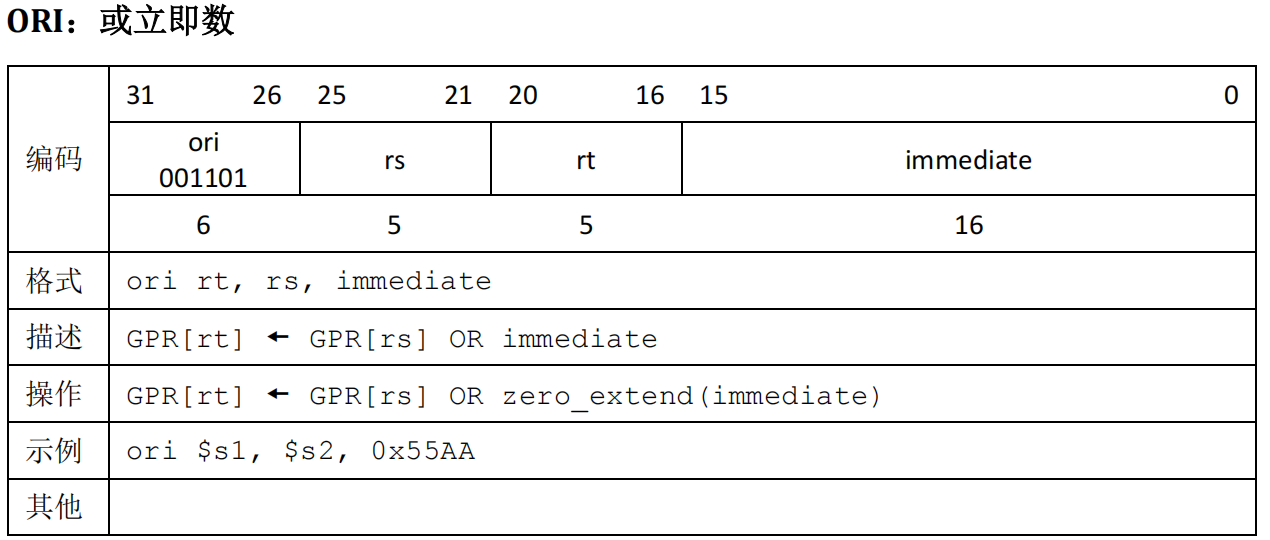 ORI：或立即数
编码
31 26 25 21 20 16 15 0
ori
001101
rs rt immediate
6 5 5 16
格式 ori rt, rs, immediate
描述 GPR[rt] ← GPR[rs] OR immediate
操作 GPR[rt] ← GPR[rs] OR zero_extend(immediate)
示例 ori $s1, $s2, 0x55AA
其他